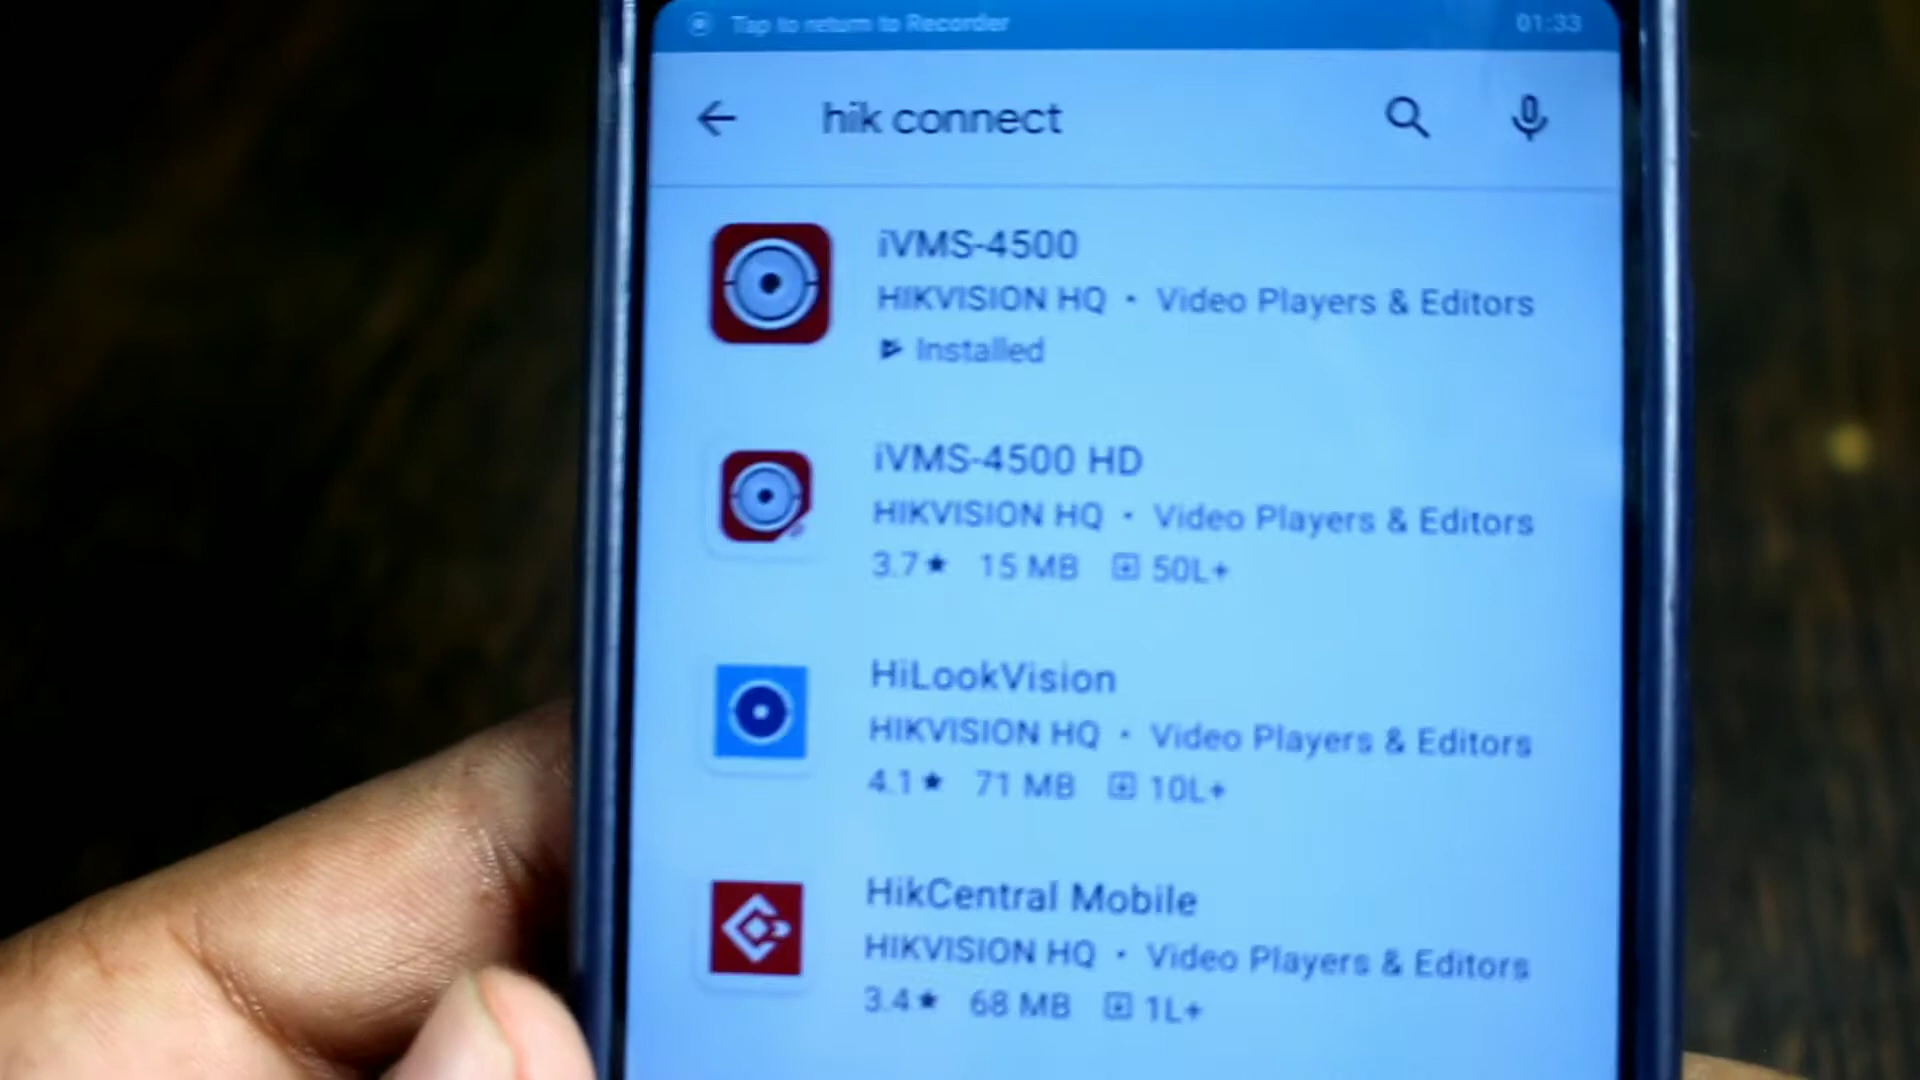 Tap to return to Recorder 01:33
hik connect
iVMS-4500
HIKVISION HQ • Video Players & Editors
Installed
iVMS-4500 HD
HIKVISION HQ • Video Players & Editors
3.7★ 15 MB 50L+
HiLookVision
HIKVISION HQ • Video Players & Editors
4.1★ 71 MB 10L+
HikCentral Mobile
HIKVISION HQ • Video Players & Editors
3.4★ 68 MB 1L+